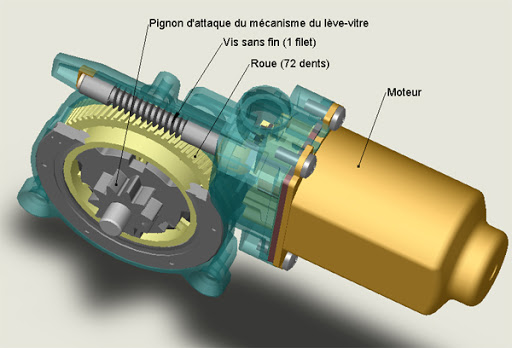 Pignon d'attaque du mécanisme du lève-vitre
Vis sans fin (1 filet)
Roue (72 dents)
Moteur